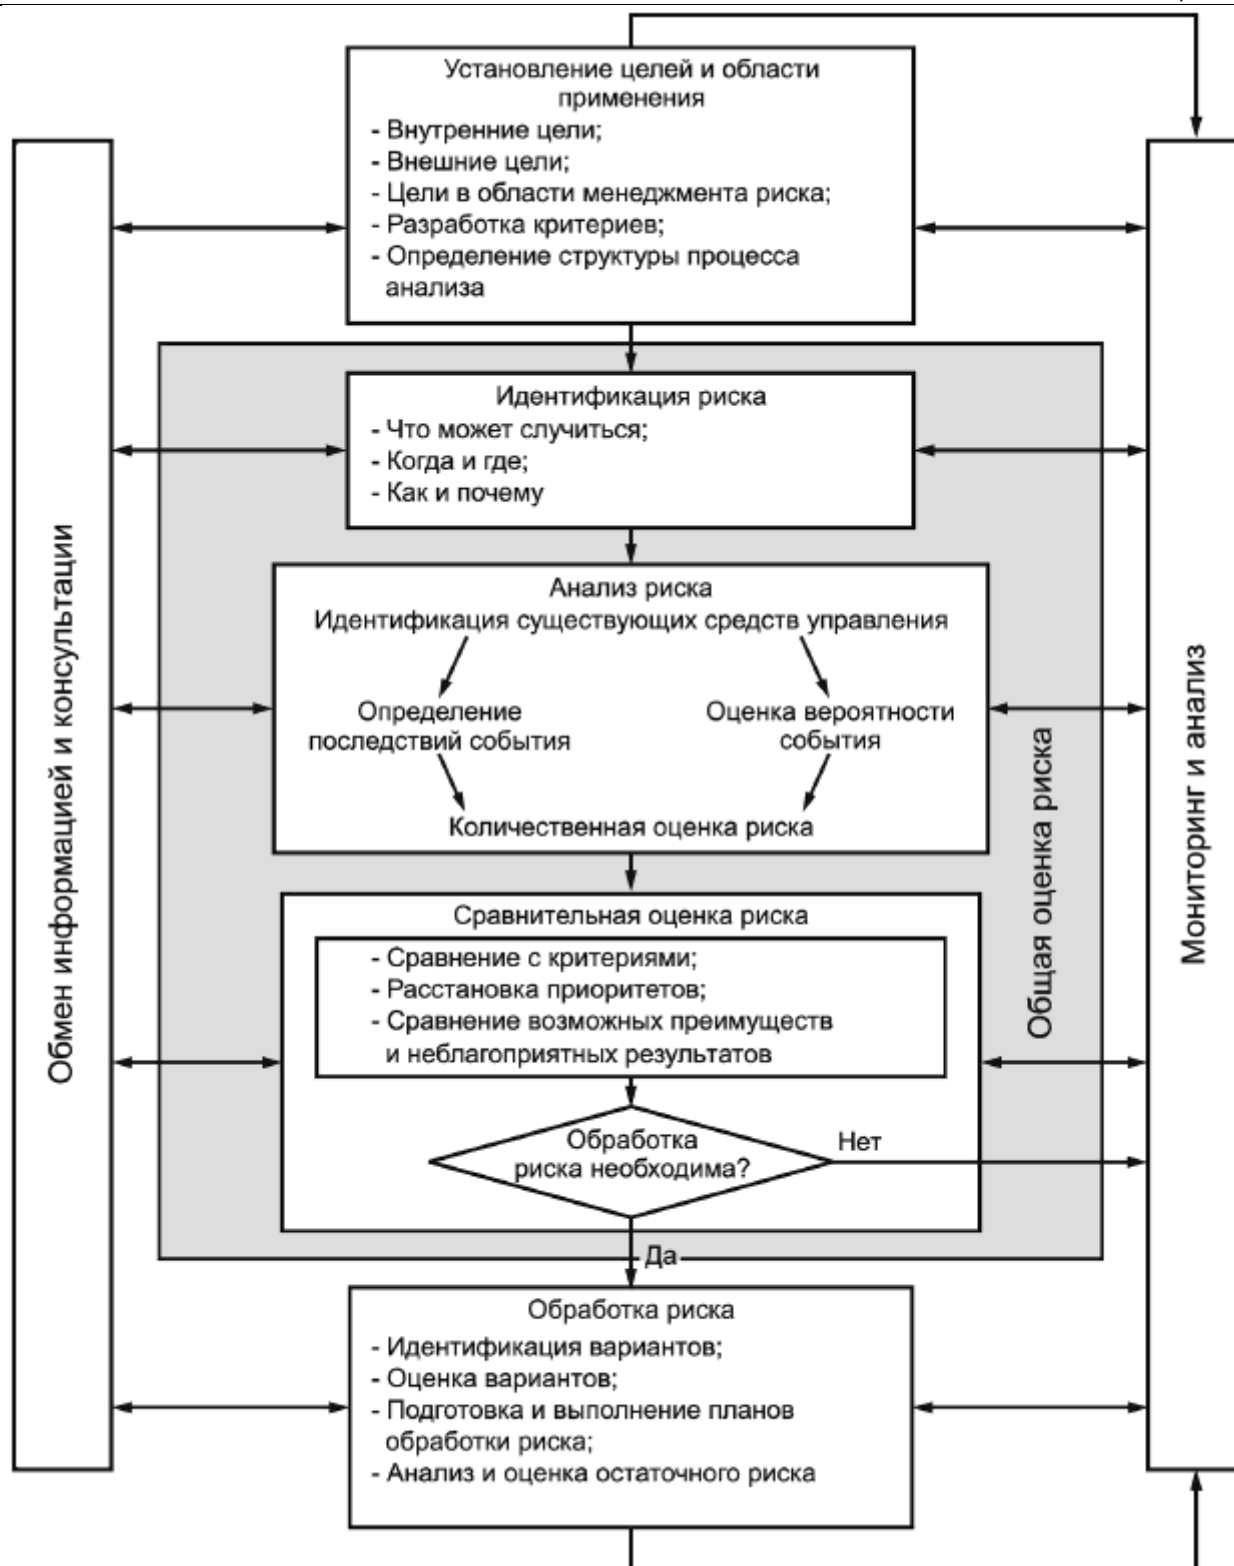 Установление целей и области
применения
- Внутренние цели;
- Внешние цели;
- Цели в области менеджмента риска;
- Разработка критериев;
- Определение структуры процесса
анализа
Идентификация риска
- Что может случиться;
- Когда и где;
- Как и почему
Анализ риска
Идентификация существующих средств управления
Определение
последствий события
Оценка вероятности
события
Количественная оценка риска
Сравнительная оценка риска
- Сравнение с критериями;
- Расстановка приоритетов;
- Сравнение возможных преимуществ
и неблагоприятных результатов
Обработка
риска необходима?
Нет
Да
Обработка риска
- Идентификация вариантов;
- Оценка вариантов;
- Подготовка и выполнение планов
обработки риска;
- Анализ и оценка остаточного риска
Обмен информацией и консультации
Общая оценка риска
Мониторинг и анализ